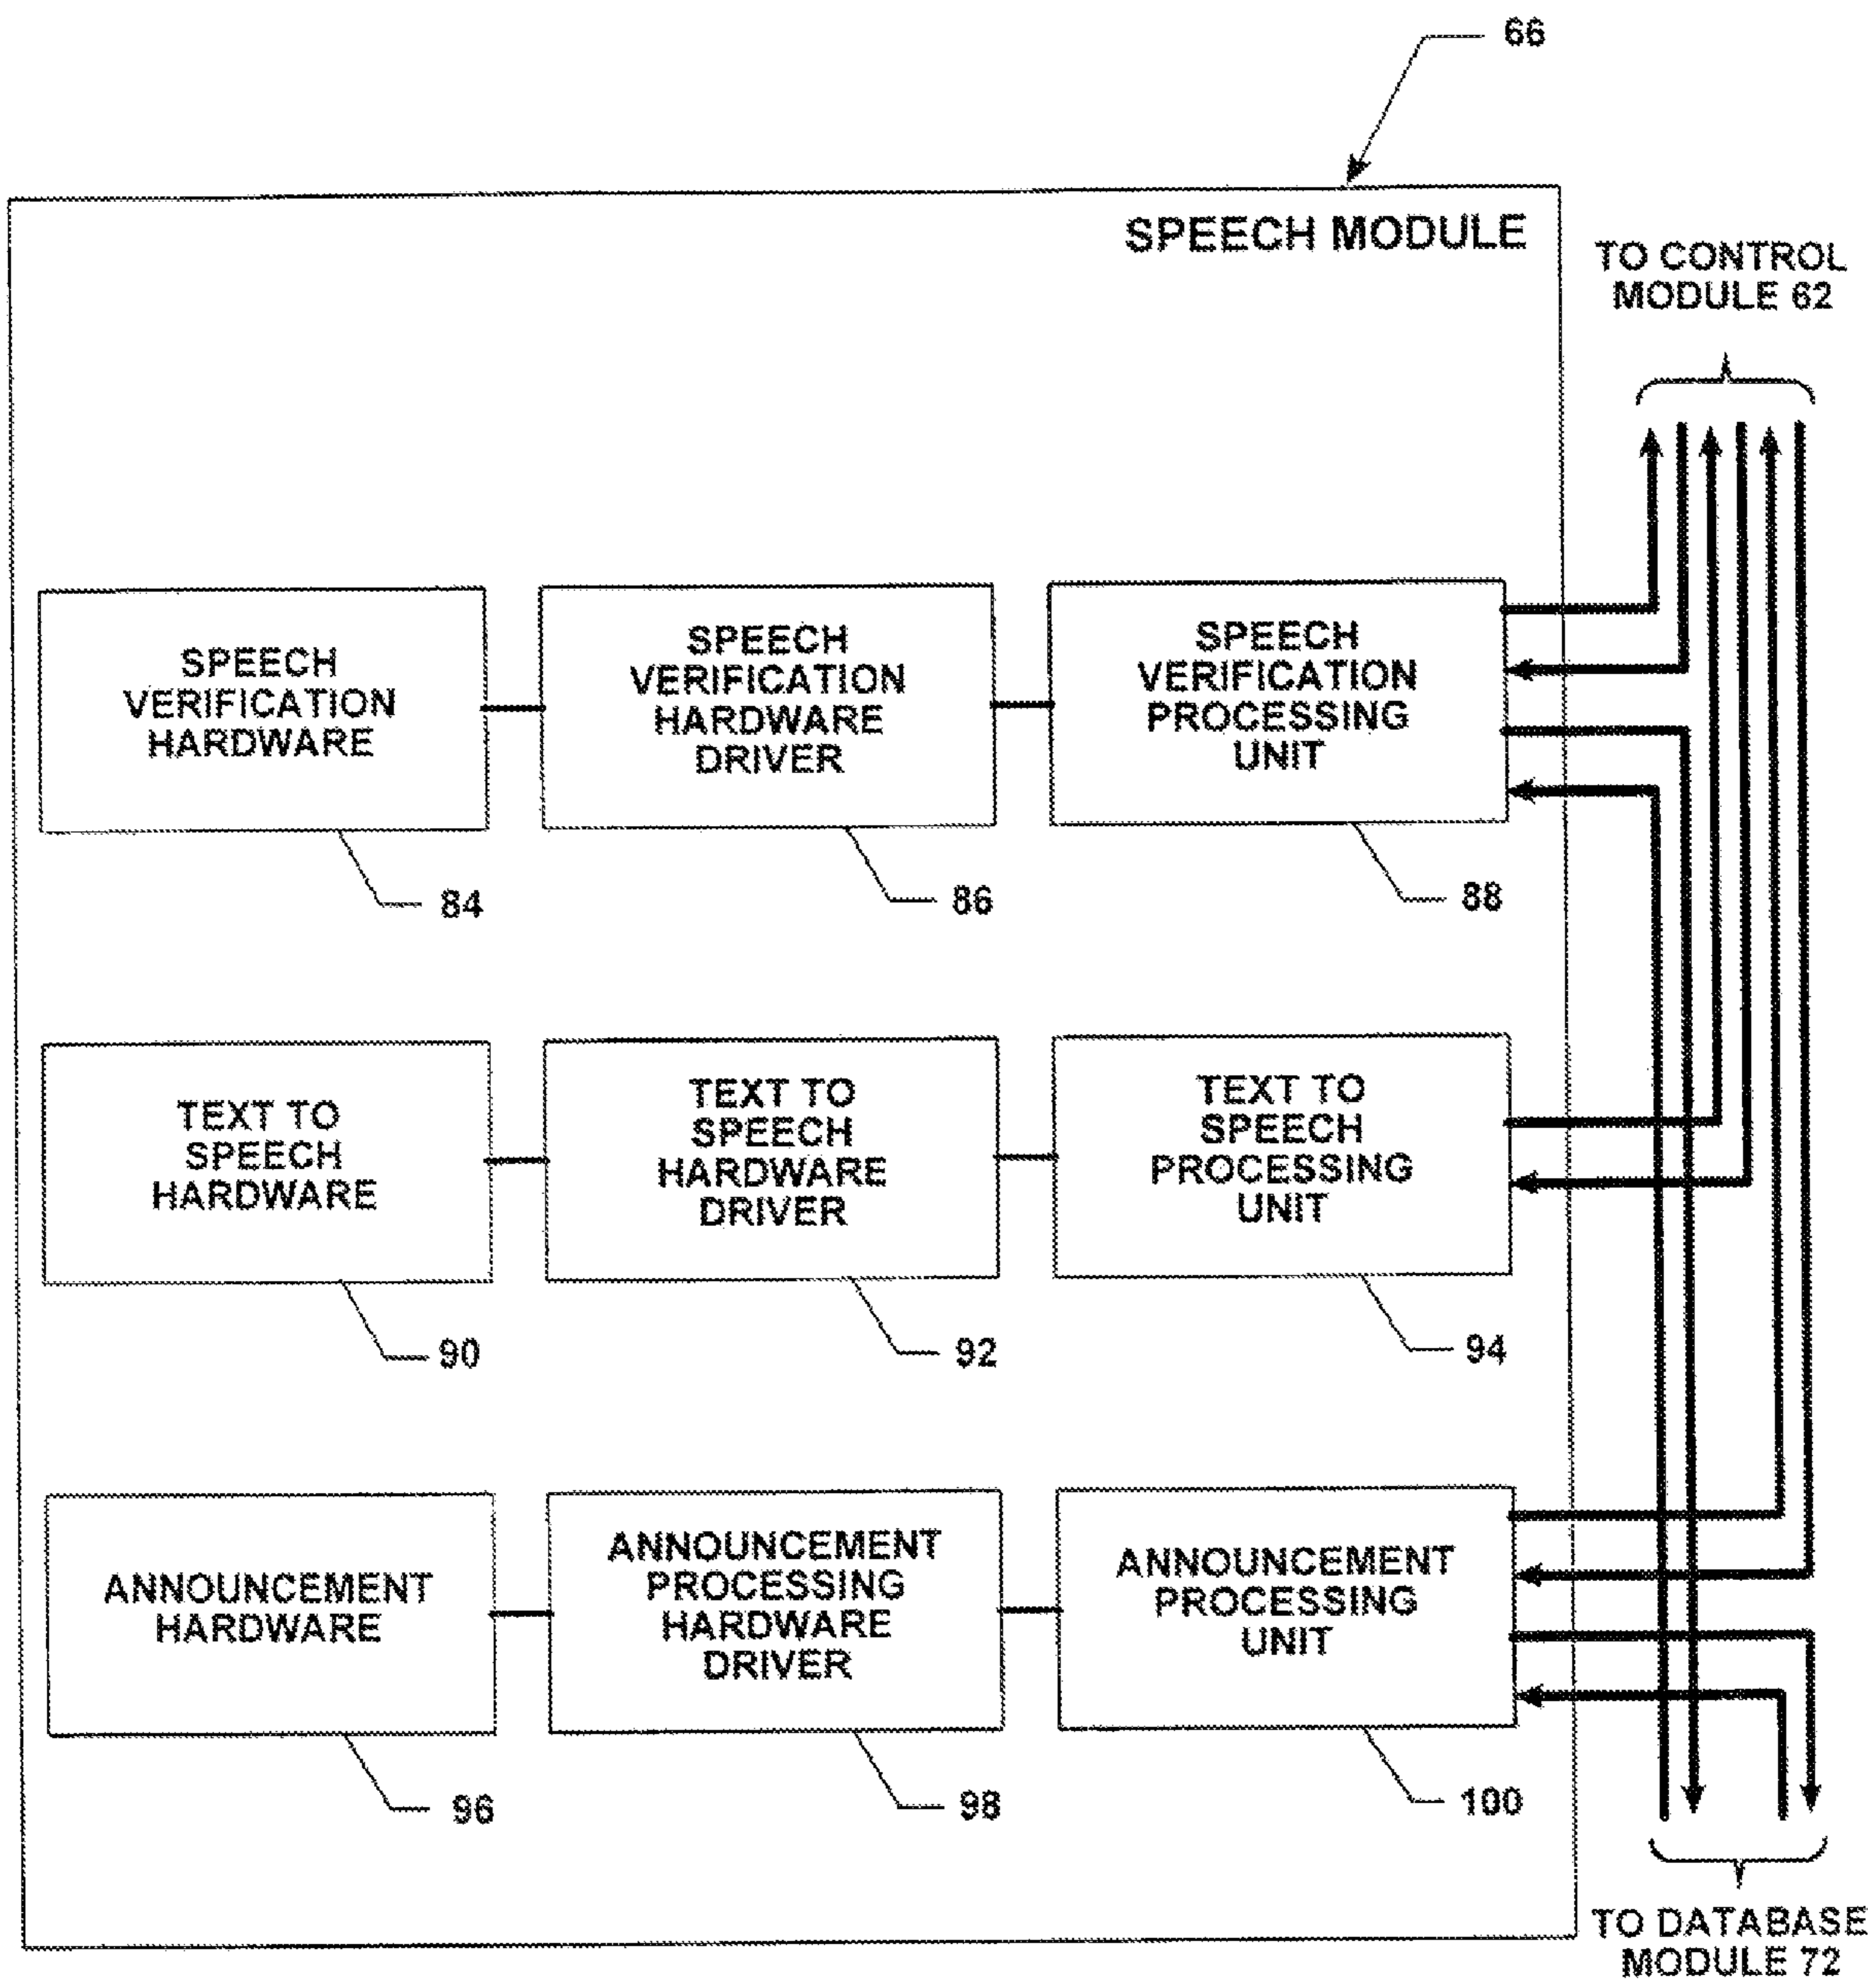 66
SPEECH MODULE
TO CONTROL
MODULE 62
SPEECH
VERIFICATION
HARDWARE
84
SPEECH
VERIFICATION
HARDWARE
DRIVER
86
SPEECH
VERIFICATION
PROCESSING
UNIT
88
TEXT TO
SPEECH
HARDWARE
90
TEXT TO
SPEECH
HARDWARE
DRIVER
92
TEXT TO
SPEECH
PROCESSING
UNIT
94
ANNOUNCEMENT
HARDWARE
96
ANNOUNCEMENT
PROCESSING
HARDWARE
DRIVER
98
ANNOUNCEMENT
PROCESSING
UNIT
100
TO DATABASE
MODULE 72